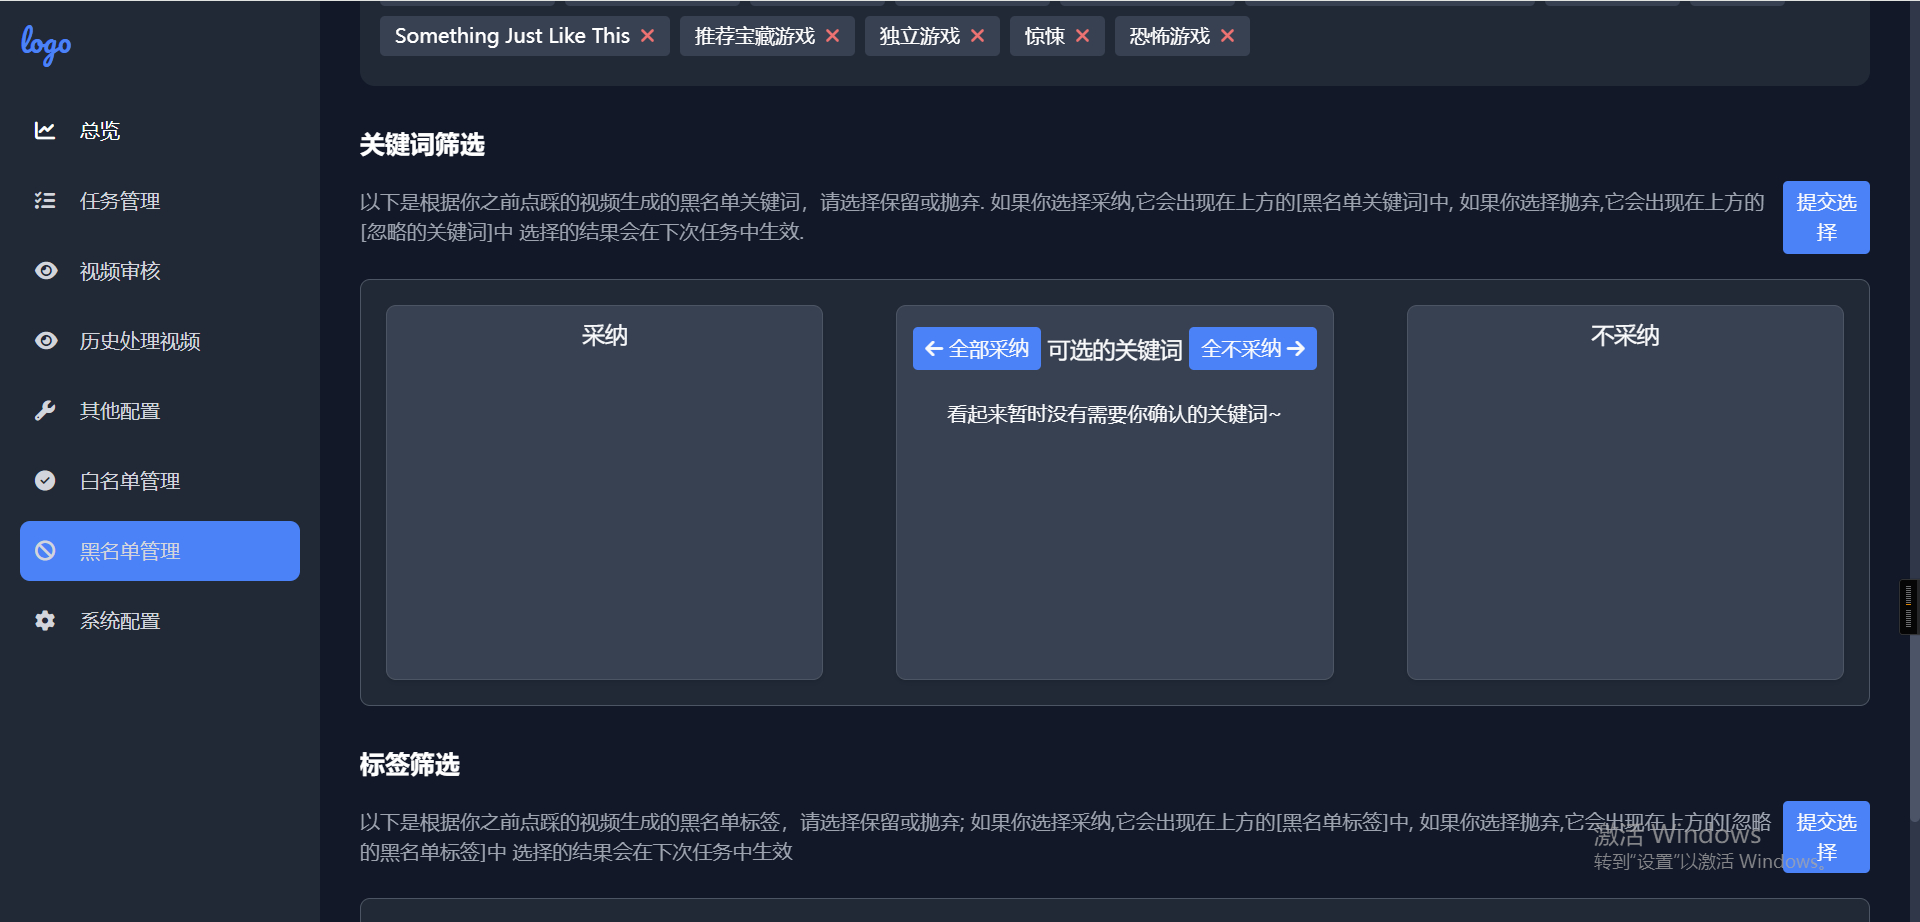 logo
总览
任务管理
视频审核
历史处理视频
其他配置
白名单管理
黑名单管理
系统配置
Something Just Like This 推荐宝藏游戏 独立游戏 惊悚 恐怖游戏
关键词筛选
以下是根据你之前点踩的视频生成的黑名单关键词，请选择保留或抛弃. 如果你选择采纳,它会出现在上方的[黑名单关键词]中, 如果你选择抛弃,它会出现在上方的
[忽略的关键词]中 选择的结果会在下次任务中生效.
提交选
择
采纳
全部采纳 可选的关键词 全不采纳
看起来暂时没有需要你确认的关键词~
不采纳
标签筛选
以下是根据你之前点踩的视频生成的黑名单标签，请选择保留或抛弃; 如果你选择采纳,它会出现在上方的[黑名单标签]中, 如果你选择抛弃,它会出现在上方的[忽略
的黑名单标签]中 选择的结果会在下次任务中生效
提交选
择
激活 Windows
转到“设置”以激活 Windows。